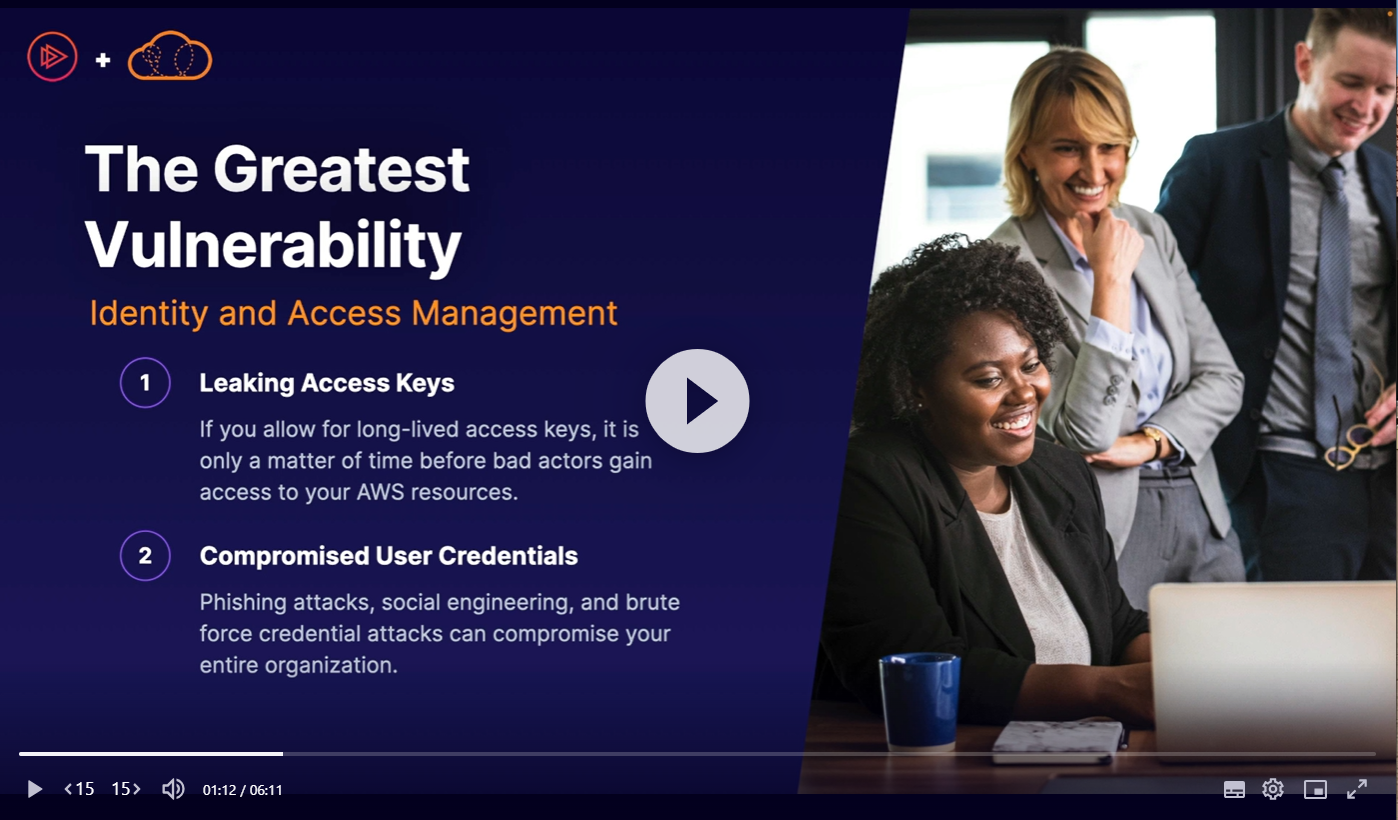 +
The Greatest
Vulnerability
Identity and Access Management
1
Leaking Access Keys
If you allow for long-lived access keys, it is
only a matter of time before bad actors gain
access to your AWS resources.
2
Compromised User Credentials
Phishing attacks, social engineering, and brute
force credential attacks can compromise your
entire organization.
<15 15> 01:12 / 06:11